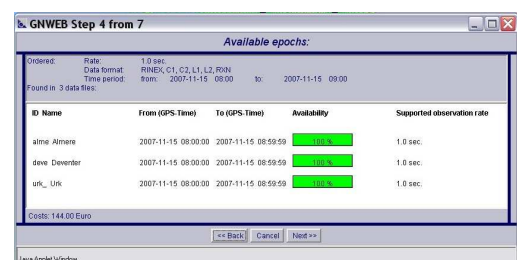 GNWEB Step 4 from 7
Available epochs:
Ordered: Rate: 1.0 sec.
Data format: RINEX, C1, C2, L1, L2, RXN
Time period: from: 2007-11-15 08:00 to: 2007-11-15 09:00
Found in 3 data files:
ID Name From (GPS-Time) To (GPS-Time) Availability Supported observation rate
alme Almere 2007-11-15 08:00:00 2007-11-15 08:59:59 100 % 1.0 sec.
deve Deventer 2007-11-15 08:00:00 2007-11-15 08:59:59 100 % 1.0 sec.
urk_ Urk 2007-11-15 08:00:00 2007-11-15 08:59:59 100 % 1.0 sec.
Costs: 144.00 Euro
<< Back Cancel Next >>
Java Applet Window